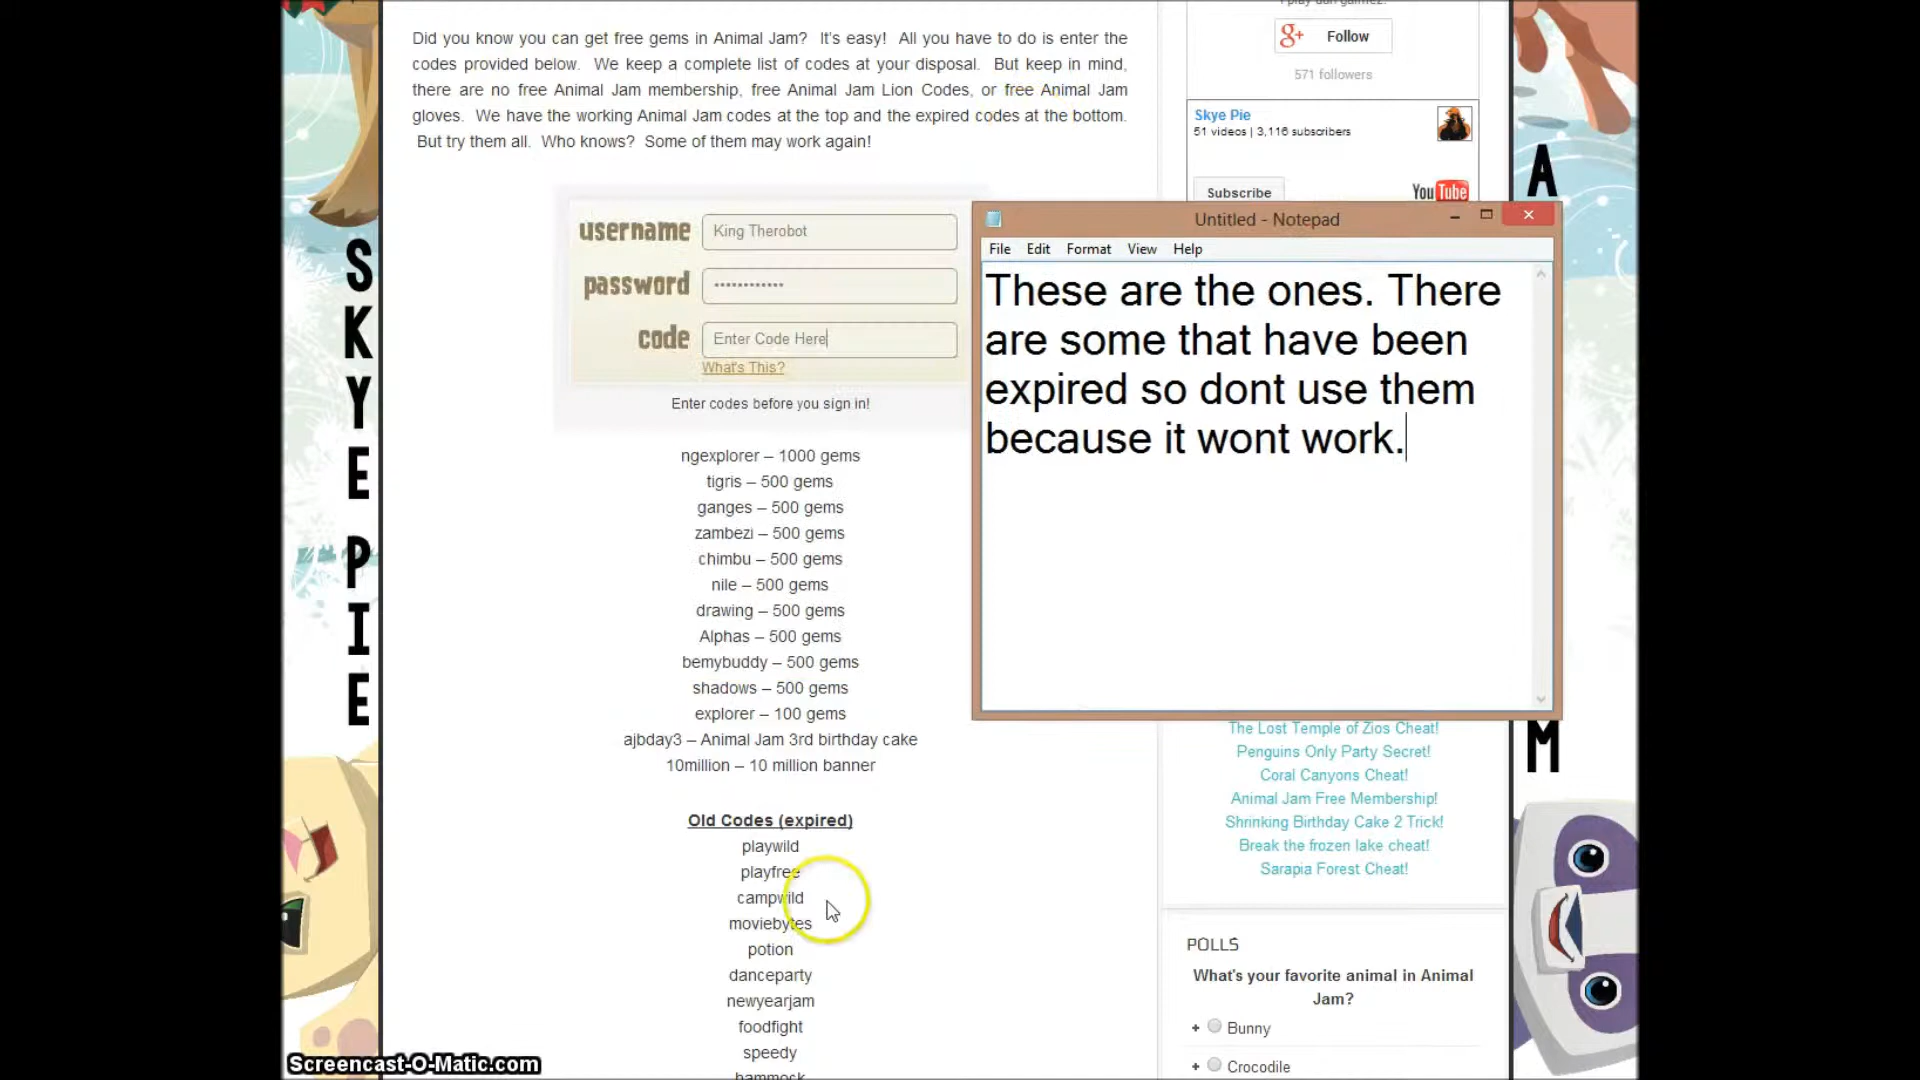 Did you know you can get free gems in Animal Jam? It's easy! All you have to do is enter the
codes provided below. We keep a complete list of codes at your disposal. But keep in mind,
there are no free Animal Jam membership, free Animal Jam Lion Codes, or free Animal Jam
gloves. We have the working Animal Jam codes at the top and the expired codes at the bottom.
But try them all. Who knows? Some of them may work again!
username King Therobot
password ••••••••••••
code Enter Code Here
What's This?
Enter codes before you sign in!
ngexplorer – 1000 gems
tigris – 500 gems
ganges – 500 gems
zambezi – 500 gems
chimbu – 500 gems
nile – 500 gems
drawing – 500 gems
Alphas – 500 gems
bemybuddy – 500 gems
shadows – 500 gems
explorer – 100 gems
ajbday3 – Animal Jam 3rd birthday cake
10million – 10 million banner
Old Codes (expired)
playwild
playfree
campwild
moviebytes
potion
danceparty
newyearjam
foodfight
speedy
hammock
g+ Follow
571 followers
Skye Pie
51 videos | 3,116 subscribers
Subscribe
YouTube
Untitled - Notepad
File Edit Format View Help
These are the ones. There
are some that have been
expired so dont use them
because it wont work.
The Lost Temple of Zios Cheat!
Penguins Only Party Secret!
Coral Canyons Cheat!
Animal Jam Free Membership!
Shrinking Birthday Cake 2 Trick!
Break the frozen lake cheat!
Sarapia Forest Cheat!
POLLS
What's your favorite animal in Animal
Jam?
+ Bunny
+ Crocodile
SKYE PIE
A
M
Screencast-O-Matic.com